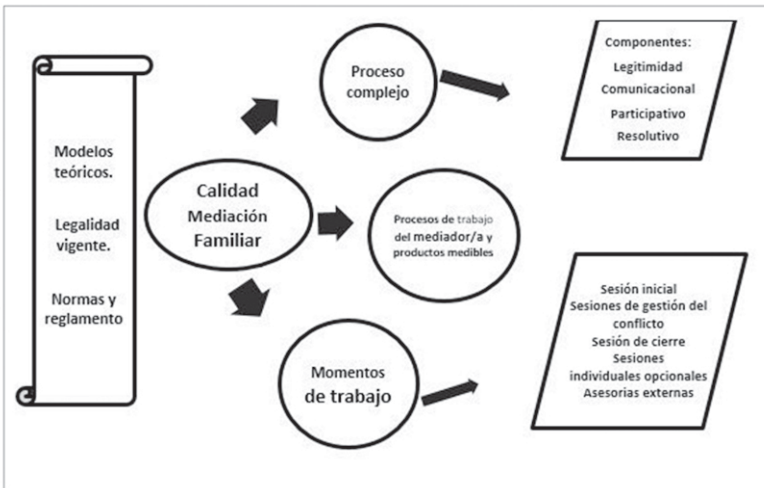 Modelos
teóricos.
Legalidad
vigente.
Normas y
reglamento
Calidad
Mediación
Familiar
Proceso
complejo
Componentes:
Legitimidad
Comunicacional
Participativo
Resolutivo
Procesos de trabajo
del mediador/a y
productos medibles
Momentos
de trabajo
Sesión inicial
Sesiones de gestión del
conflicto
Sesión de cierre
Sesiones
individuales opcionales
Asesorias externas